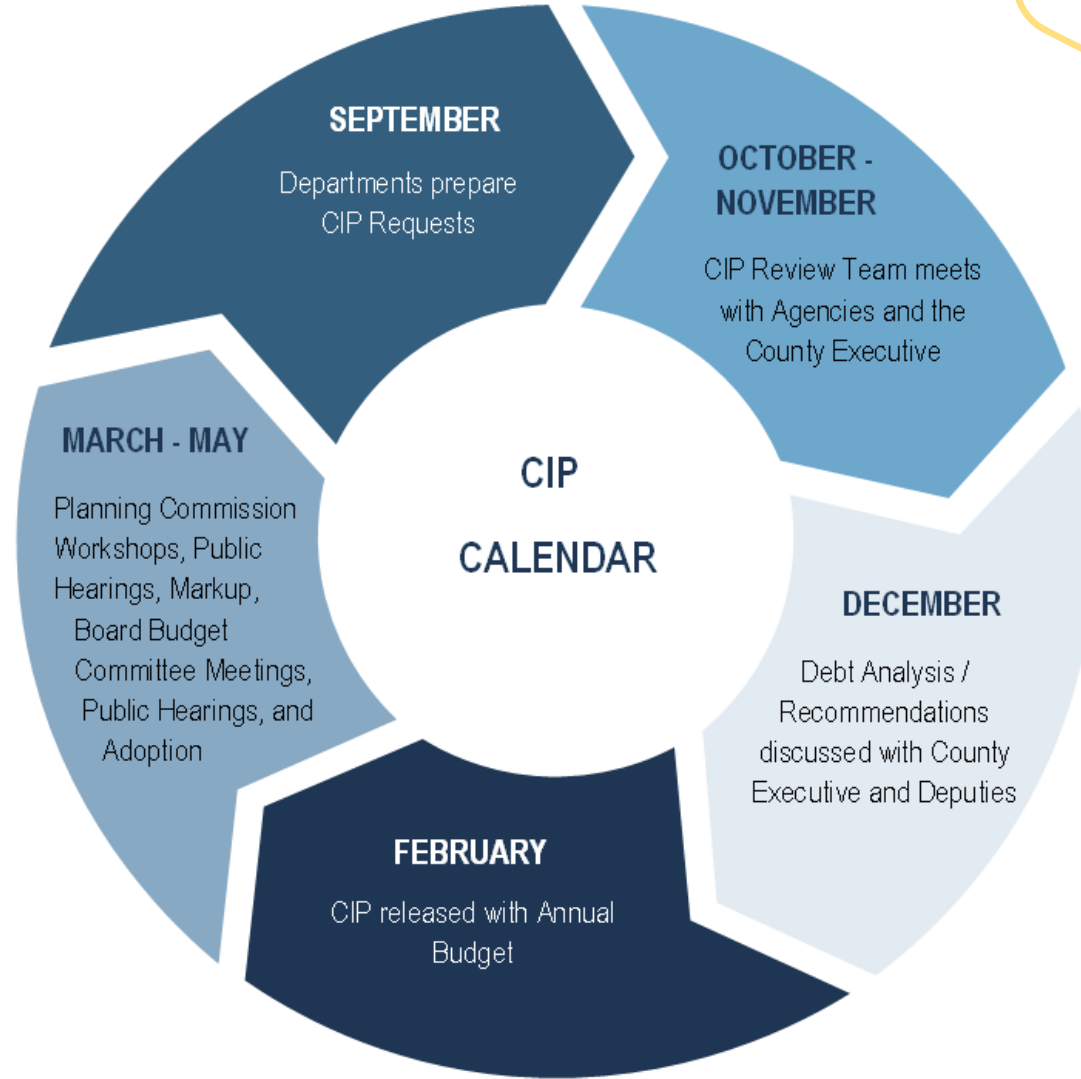 SEPTEMBER
Departments prepare
CIP Requests
OCTOBER -
NOVEMBER
CIP Review Team meets
with Agencies and the
County Executive
DECEMBER
Debt Analysis /
Recommendations
discussed with County
Executive and Deputies
FEBRUARY
CIP released with Annual
Budget
MARCH - MAY
Planning Commission
Workshops, Public
Hearings, Markup,
Board Budget
Committee Meetings,
Public Hearings, and
Adoption
CIP
CALENDAR